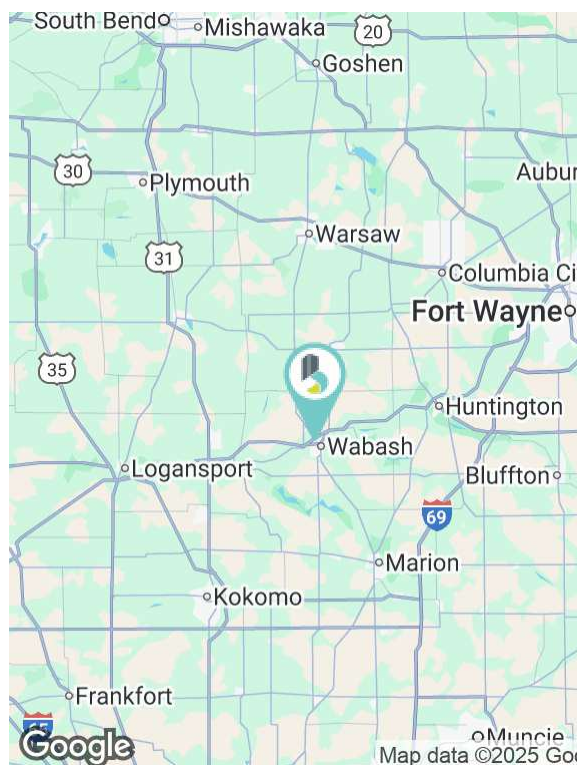 South Bend
Mishawaka
20
Goshen
30
Plymouth
Aubur
Warsaw
31
Columbia Ci
Fort Wayne
35
Huntington
Wabash
Logansport
Bluffton
69
Marion
Kokomo
Frankfort
65
Muncie
Google
Map data ©2025 Goo